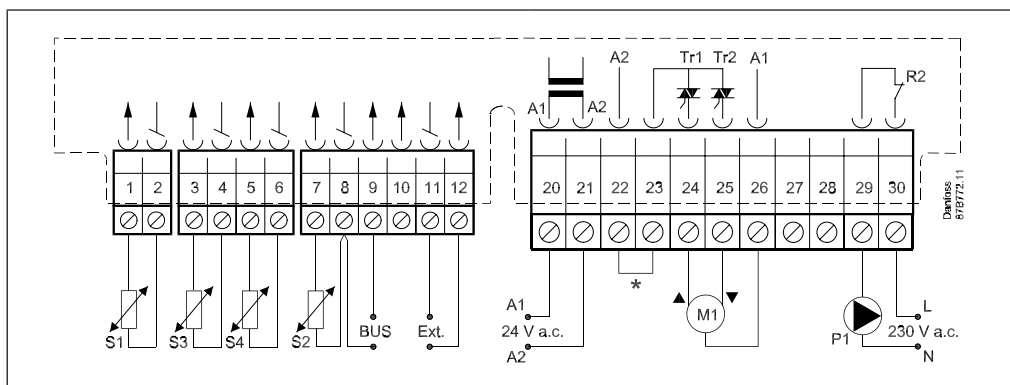 A2 Tr1 Tr2 A1
R2
A1 A2
1 2 3 4 5 6 7 8 9 10 11 12
20 21 22 23 24 25 26 27 28 29 30
Danfoss
87B772.11
*
A1 L
S1 S3 S4 S2 BUS Ext. 24 V a.c. M1 P1 230 V a.c.
A2 N